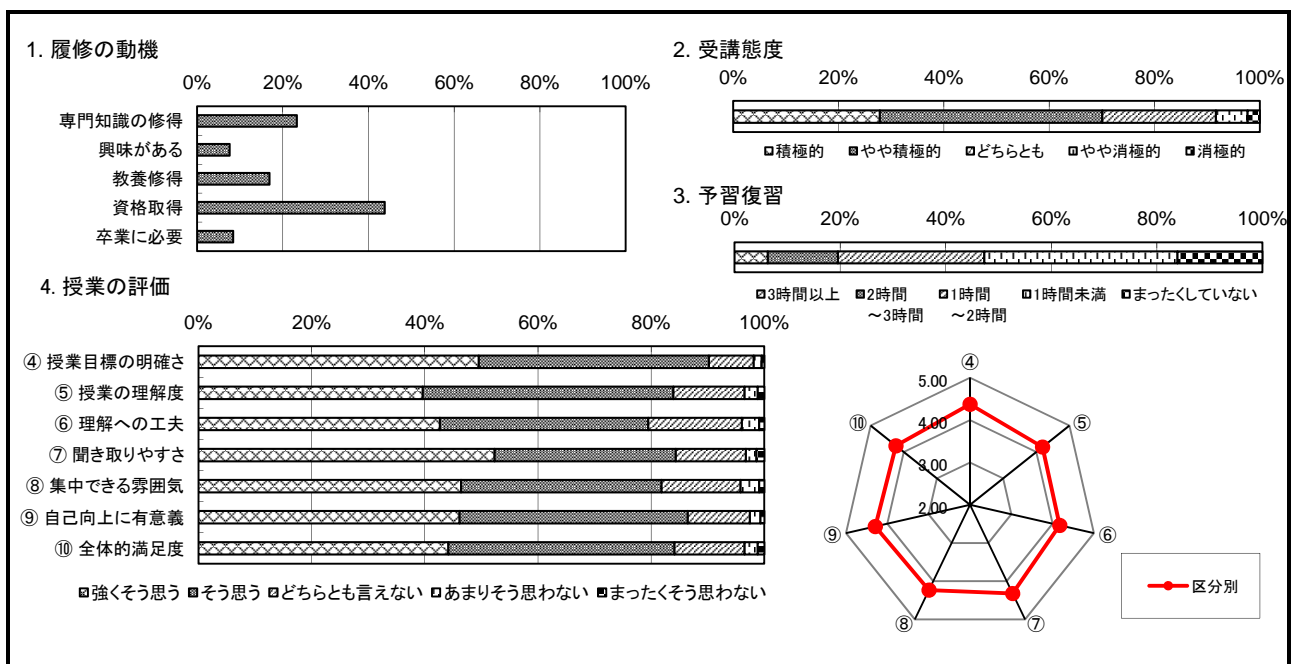 1. 履修の動機
0% 20% 40% 60% 80% 100%
専門知識の修得
興味がある
教養修得
資格取得
卒業に必要
2. 受講態度
0% 20% 40% 60% 80% 100%
積極的 やや積極的 どちらとも やや消極的 消極的
3. 予習復習
0% 20% 40% 60% 80% 100%
3時間以上 2時間～3時間 1時間～2時間 1時間未満 まったくしていない
4. 授業の評価
0% 20% 40% 60% 80% 100%
④ 授業目標の明確さ
⑤ 授業の理解度
⑥ 理解への工夫
⑦ 聞き取りやすさ
⑧ 集中できる雰囲気
⑨ 自己向上に有意義
⑩ 全体的満足度
強くそう思う そう思う どちらとも言えない あまりそう思わない まったくそう思わない
④
5.00
⑩ ⑤
4.00
3.00
2.00
⑨ ⑥
⑧ ⑦
区分別